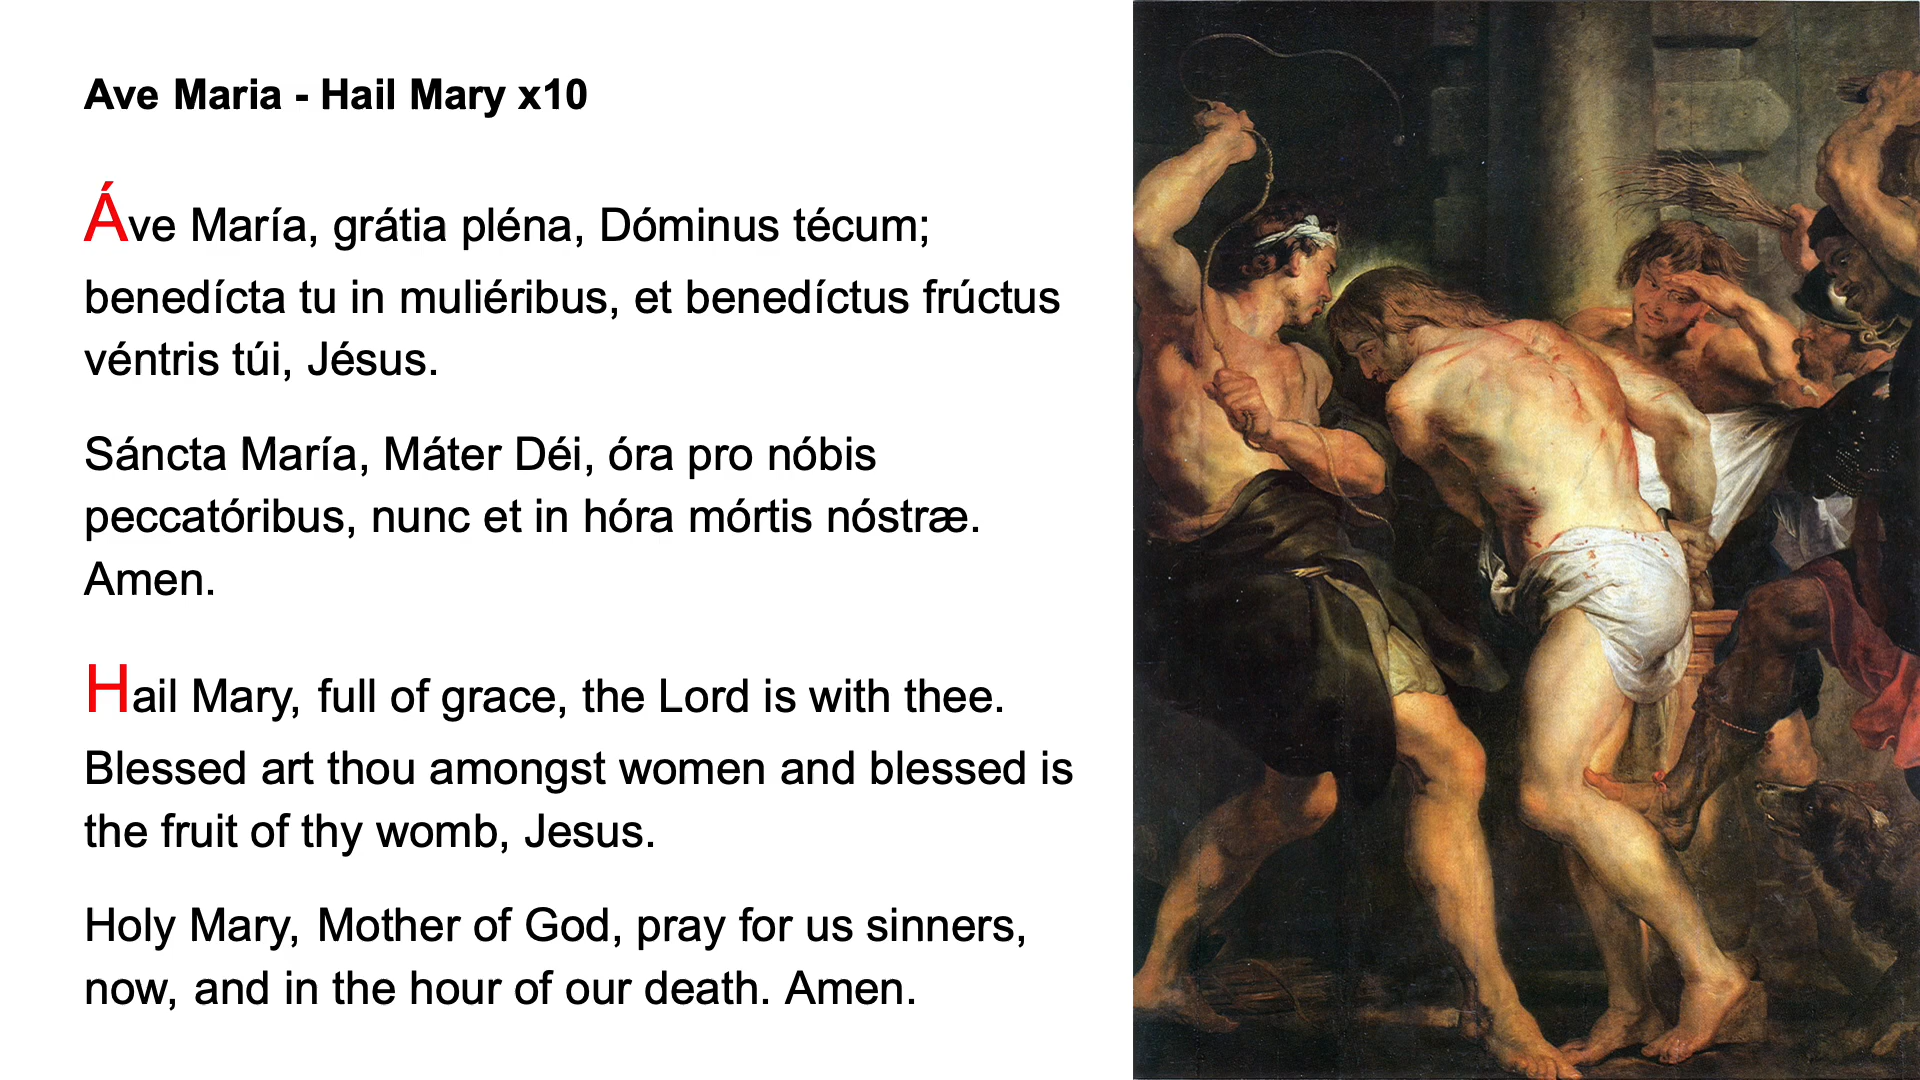 Ave Maria - Hail Mary x10
Áve María, grátia pléna, Dóminus técum;
benedícta tu in muliéribus, et benedíctus frúctus
véntris túi, Jésus.
Sáncta María, Máter Déi, óra pro nóbis
peccatóribus, nunc et in hóra mórtis nóstræ.
Amen.
Hail Mary, full of grace, the Lord is with thee.
Blessed art thou amongst women and blessed is
the fruit of thy womb, Jesus.
Holy Mary, Mother of God, pray for us sinners,
now, and in the hour of our death. Amen.